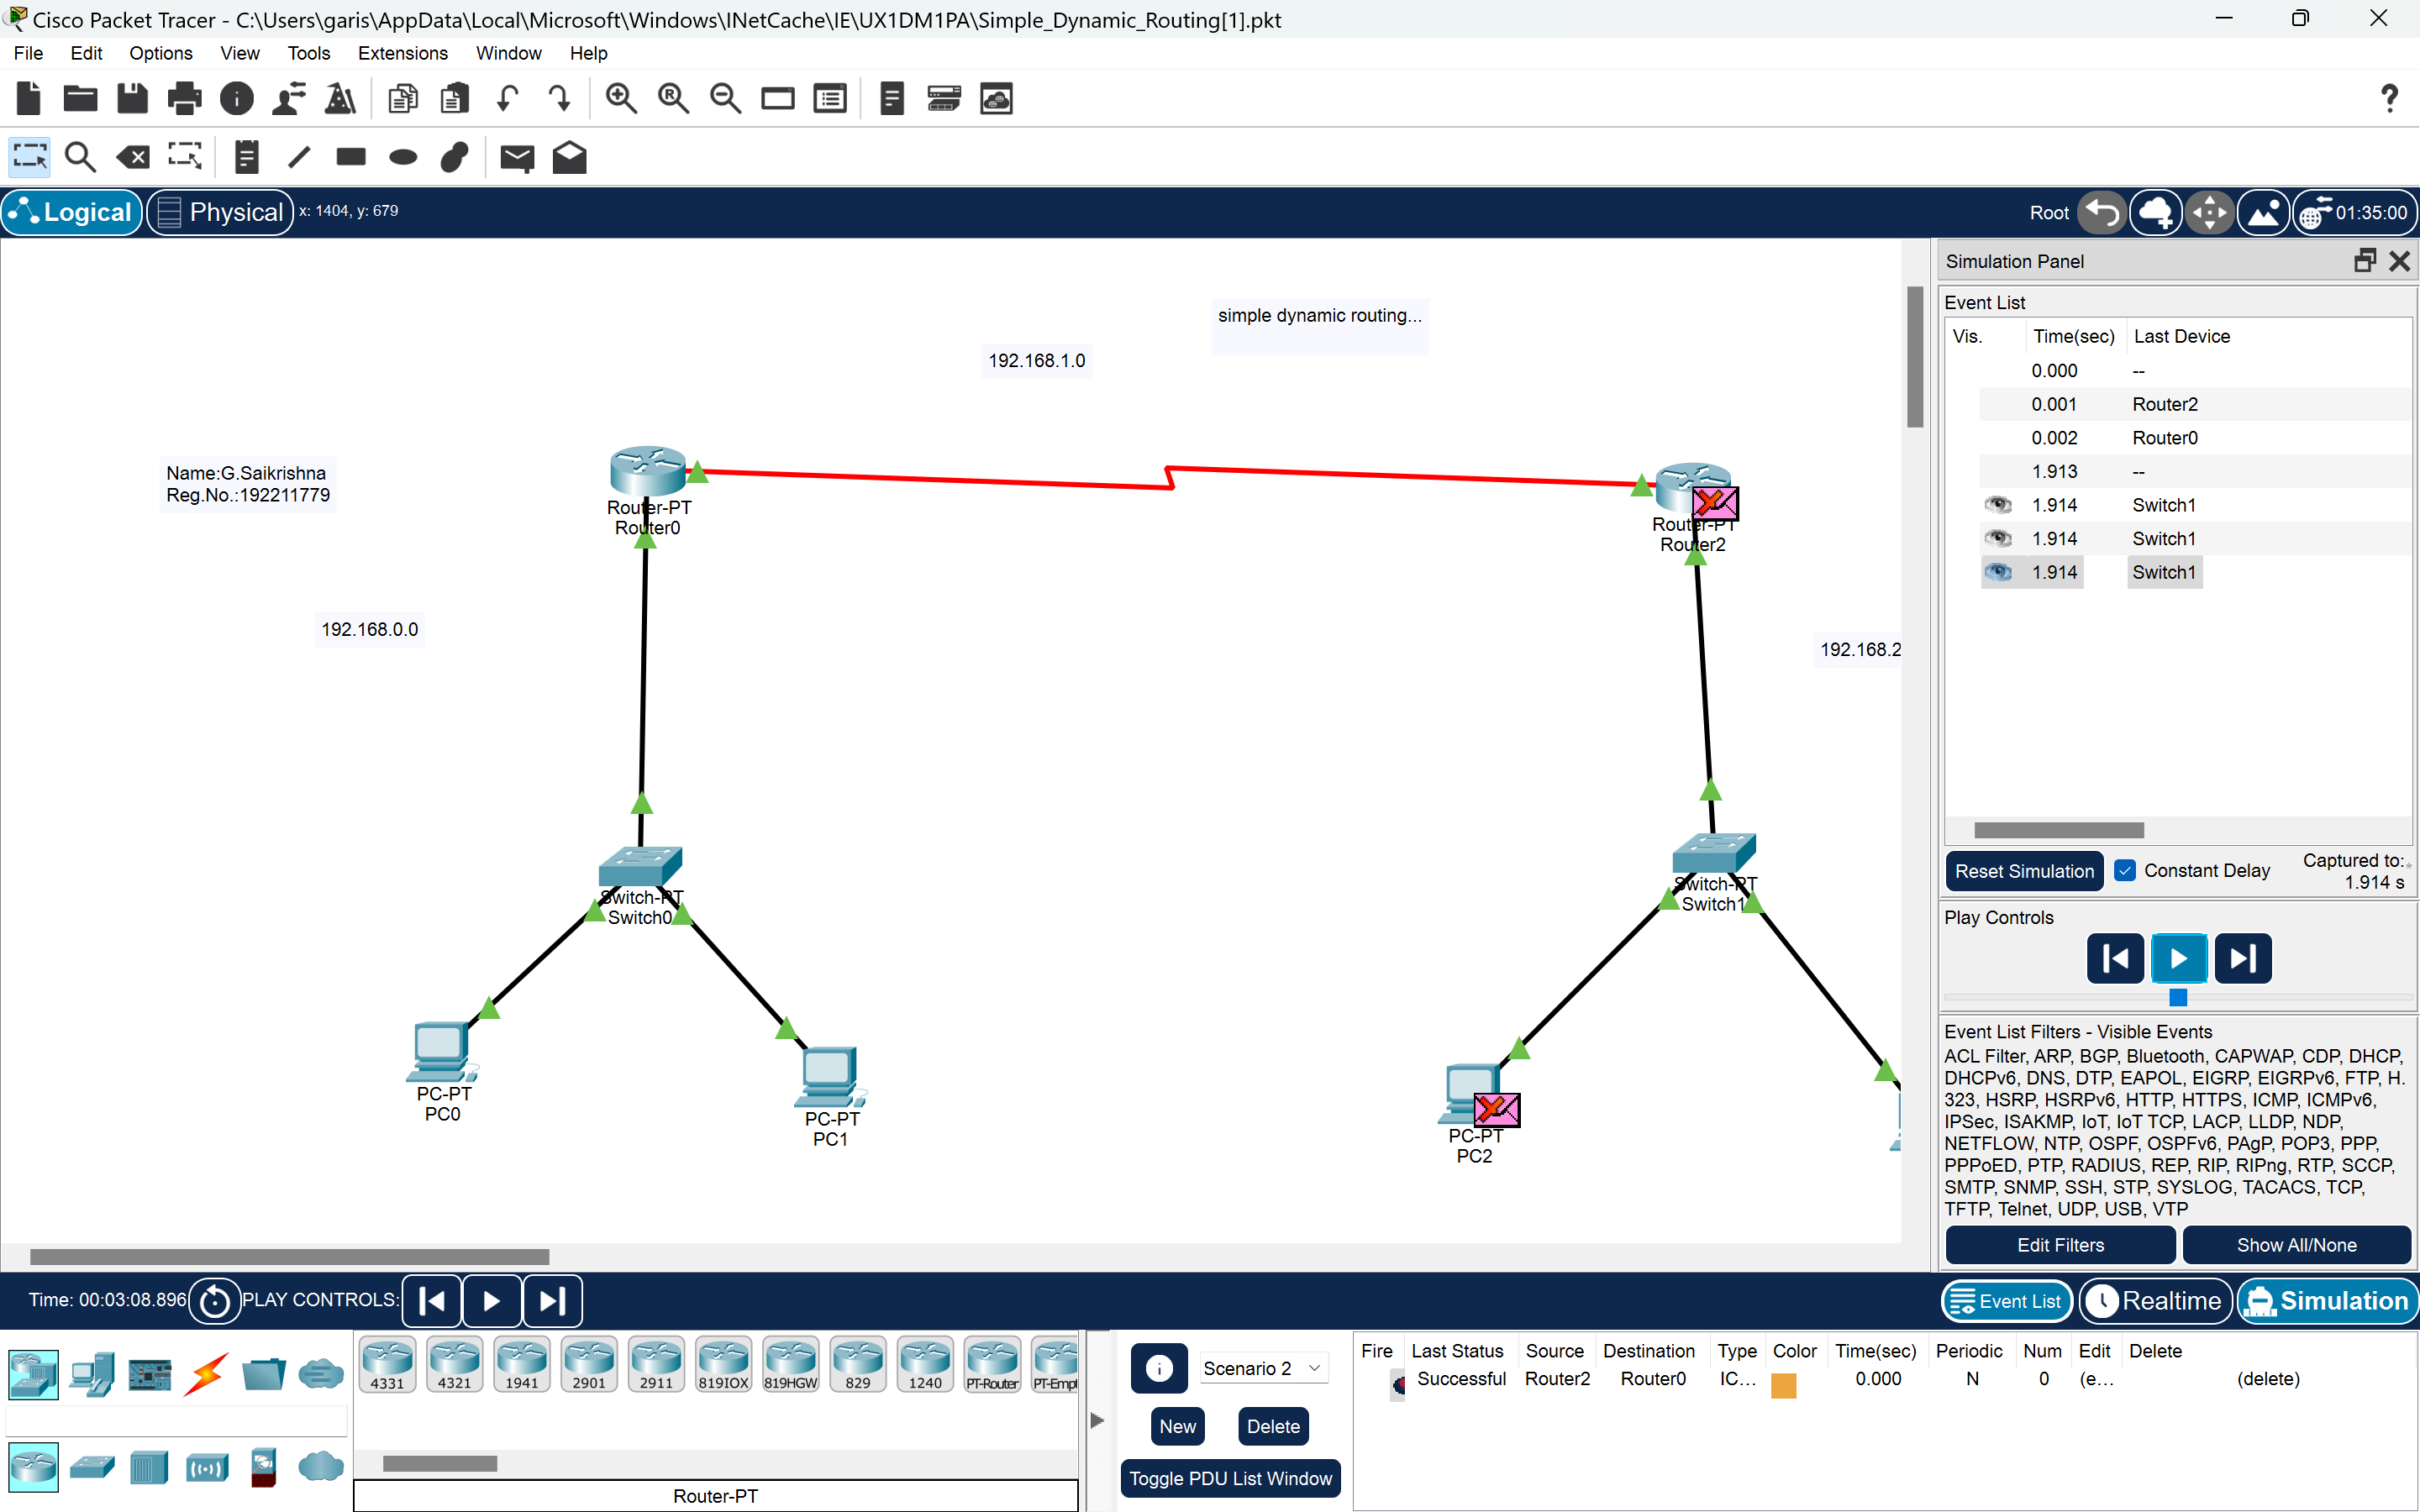 Cisco Packet Tracer - C:\Users\garis\AppData\Local\Microsoft\Windows\INetCache\IE\UX1DM1PA\Simple_Dynamic_Routing[1].pkt
File Edit Options View Tools Extensions Window Help
Logical Physical x: 1404, y: 679 Root 01:35:00
simple dynamic routing...
192.168.1.0
Name:G.Saikrishna
Reg.No.:192211779
Router-PT
Router0
Router-PT
Router2
192.168.0.0
192.168.2
Switch-PT
Switch0
Switch-PT
Switch1
PC-PT
PC0
PC-PT
PC1
PC-PT
PC2
Simulation Panel
Event List
Vis. Time(sec) Last Device
0.000 --
0.001 Router2
0.002 Router0
1.913 --
1.914 Switch1
1.914 Switch1
1.914 Switch1
Reset Simulation Constant Delay Captured to:
1.914 s
Play Controls
Event List Filters - Visible Events
ACL Filter, ARP, BGP, Bluetooth, CAPWAP, CDP, DHCP,
DHCPv6, DNS, DTP, EAPOL, EIGRP, EIGRPv6, FTP, H.
323, HSRP, HSRPv6, HTTP, HTTPS, ICMP, ICMPv6,
IPSec, ISAKMP, IoT, IoT TCP, LACP, LLDP, NDP,
NETFLOW, NTP, OSPF, OSPFv6, PAgP, POP3, PPP,
PPPoED, PTP, RADIUS, REP, RIP, RIPng, RTP, SCCP,
SMTP, SNMP, SSH, STP, SYSLOG, TACACS, TCP,
TFTP, Telnet, UDP, USB, VTP
Edit Filters Show All/None
Time: 00:03:08.896 PLAY CONTROLS: Event List Realtime Simulation
4331 4321 1941 2901 2911 819IOX 819HGW 829 1240 PT-Router PT-Empt
Router-PT
Scenario 2
New Delete
Toggle PDU List Window
Fire Last Status Source Destination Type Color Time(sec) Periodic Num Edit Delete
Successful Router2 Router0 IC... 0.000 N 0 (e... (delete)